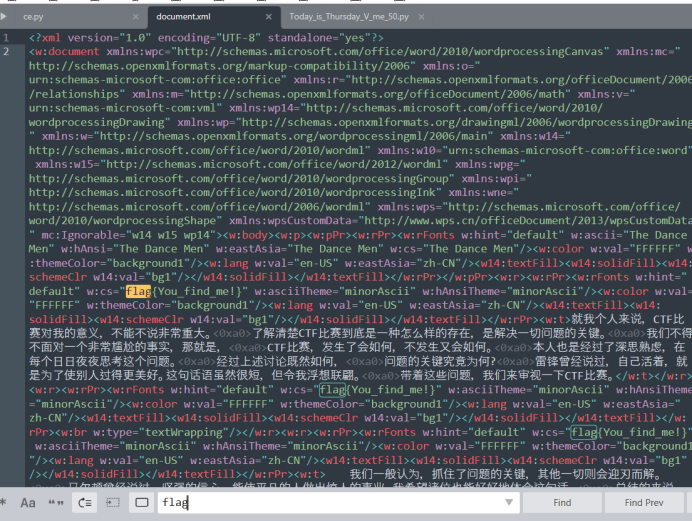 ce.py × document.xml × Today_is_Thursday_V_me_50.py ×
1 <?xml version="1.0" encoding="UTF-8" standalone="yes"?>
2 <w:document xmlns:wpc="http://schemas.microsoft.com/office/word/2010/wordprocessingCanvas" xmlns:mc="
http://schemas.openxmlformats.org/markup-compatibility/2006" xmlns:o="
urn:schemas-microsoft-com:office:office" xmlns:r="http://schemas.openxmlformats.org/officeDocument/2006
/relationships" xmlns:m="http://schemas.openxmlformats.org/officeDocument/2006/math" xmlns:v="
urn:schemas-microsoft-com:vml" xmlns:wp14="http://schemas.microsoft.com/office/word/2010/
wordprocessingDrawing" xmlns:wp="http://schemas.openxmlformats.org/drawingml/2006/wordprocessingDrawing
" xmlns:w="http://schemas.openxmlformats.org/wordprocessingml/2006/main" xmlns:w14="
http://schemas.microsoft.com/office/word/2010/wordml" xmlns:w10="urn:schemas-microsoft-com:office:word"
xmlns:w15="http://schemas.microsoft.com/office/word/2012/wordml" xmlns:wpg="
http://schemas.microsoft.com/office/word/2010/wordprocessingGroup" xmlns:wpi="
http://schemas.microsoft.com/office/word/2010/wordprocessingInk" xmlns:wne="
http://schemas.microsoft.com/office/word/2006/wordml" xmlns:wps="http://schemas.microsoft.com/office/
word/2010/wordprocessingShape" xmlns:wpsCustomData="http://www.wps.cn/officeDocument/2013/wpsCustomData
" mc:Ignorable="w14 w15 wp14"><w:body><w:p><w:pPr><w:rPr><w:rFonts w:hint="default" w:ascii="The Dance
Men" w:hAnsi="The Dance Men" w:eastAsia="The Dance Men" w:cs="The Dance Men"/><w:color w:val="FFFFFF" w
:themeColor="background1"/><w:lang w:val="en-US" w:eastAsia="zh-CN"/><w14:textFill><w14:solidFill><w14:
schemeClr w14:val="bg1"/></w14:solidFill></w14:textFill></w:rPr></w:pPr><w:r><w:rPr><w:rFonts w:hint="
default" w:cs="flag{You_find_me!}" w:asciiTheme="minorAscii" w:hAnsiTheme="minorAscii"/><w:color w:val=
"FFFFFF" w:themeColor="background1"/><w:lang w:val="en-US" w:eastAsia="zh-CN"/><w14:textFill><w14:
solidFill><w14:schemeClr w14:val="bg1"/></w14:solidFill></w14:textFill></w:rPr><w:t>就我个人来说, CTF比
赛对我的意义, 不能不说非常重大。<0xa0>了解清楚CTF比赛到底是一种怎么样的存在, 是解决一切问题的关键。<0xa0>我们不得
不面对一个非常尴尬的事实, 那就是, <0xa0>CTF比赛, 发生了会如何, 不发生又会如何。<0xa0>本人也是经过了深思熟虑, 在
每个日日夜夜思考这个问题。<0xa0>经过上述讨论既然如何, <0xa0>问题的关键究竟为何?<0xa0>雷锋曾经说过, 自己活着, 就
是为了使别人过得更美好。这句话语虽然很短, 但令我浮想联翩。<0xa0>带着这些问题, 我们来审视一下CTF比赛。</w:t></w:r>
<w:r><w:rPr><w:rFonts w:hint="default" w:cs="flag{You_find_me!}" w:asciiTheme="minorAscii" w:hAnsiTheme
="minorAscii"/><w:color w:val="FFFFFF" w:themeColor="background1"/><w:lang w:val="en-US" w:eastAsia="
zh-CN"/><w14:textFill><w14:solidFill><w14:schemeClr w14:val="bg1"/></w14:solidFill></w14:textFill></w:
rPr><w:br w:type="textWrapping"/></w:r><w:r><w:rPr><w:rFonts w:hint="default" w:cs="flag{You_find_me!}"
w:asciiTheme="minorAscii" w:hAnsiTheme="minorAscii"/><w:color w:val="FFFFFF" w:themeColor="background1
"/><w:lang w:val="en-US" w:eastAsia="zh-CN"/><w14:textFill><w14:solidFill><w14:schemeClr w14:val="bg1"
/></w14:solidFill></w14:textFill></w:rPr><w:t> 我们一般认为, 抓住了问题的关键, 其他一切则会迎刃而解。
* Aa “” flag Find Find Prev